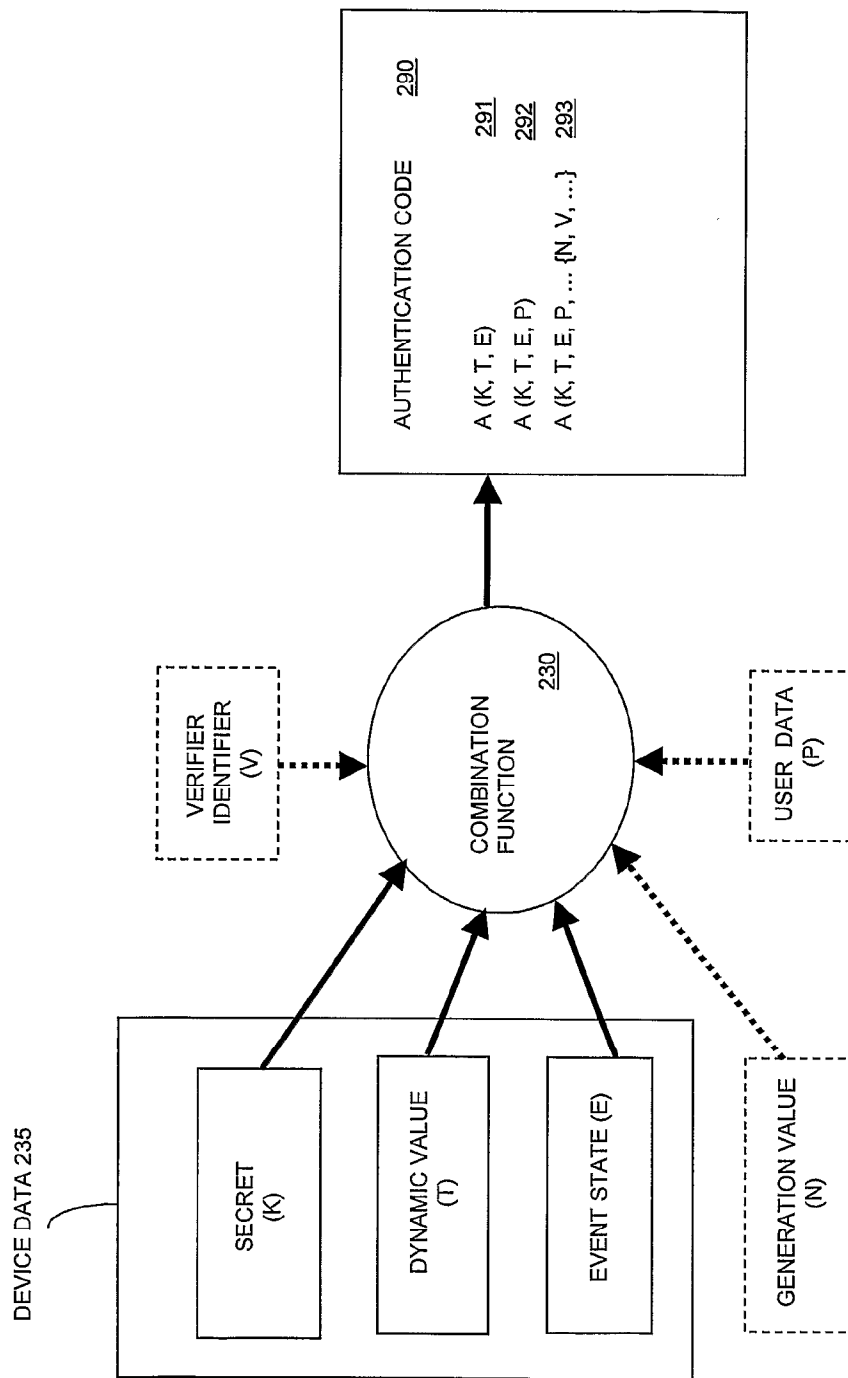 DEVICE DATA 235
SECRET
(K)
DYNAMIC VALUE
(T)
EVENT STATE (E)
GENERATION VALUE
(N)
VERIFIER
IDENTIFIER
(V)
COMBINATION
FUNCTION
230
USER DATA
(P)
AUTHENTICATION CODE 290
A (K, T, E) 291
A (K, T, E, P) 292
A (K, T, E, P, ... {N, V, ...} 293